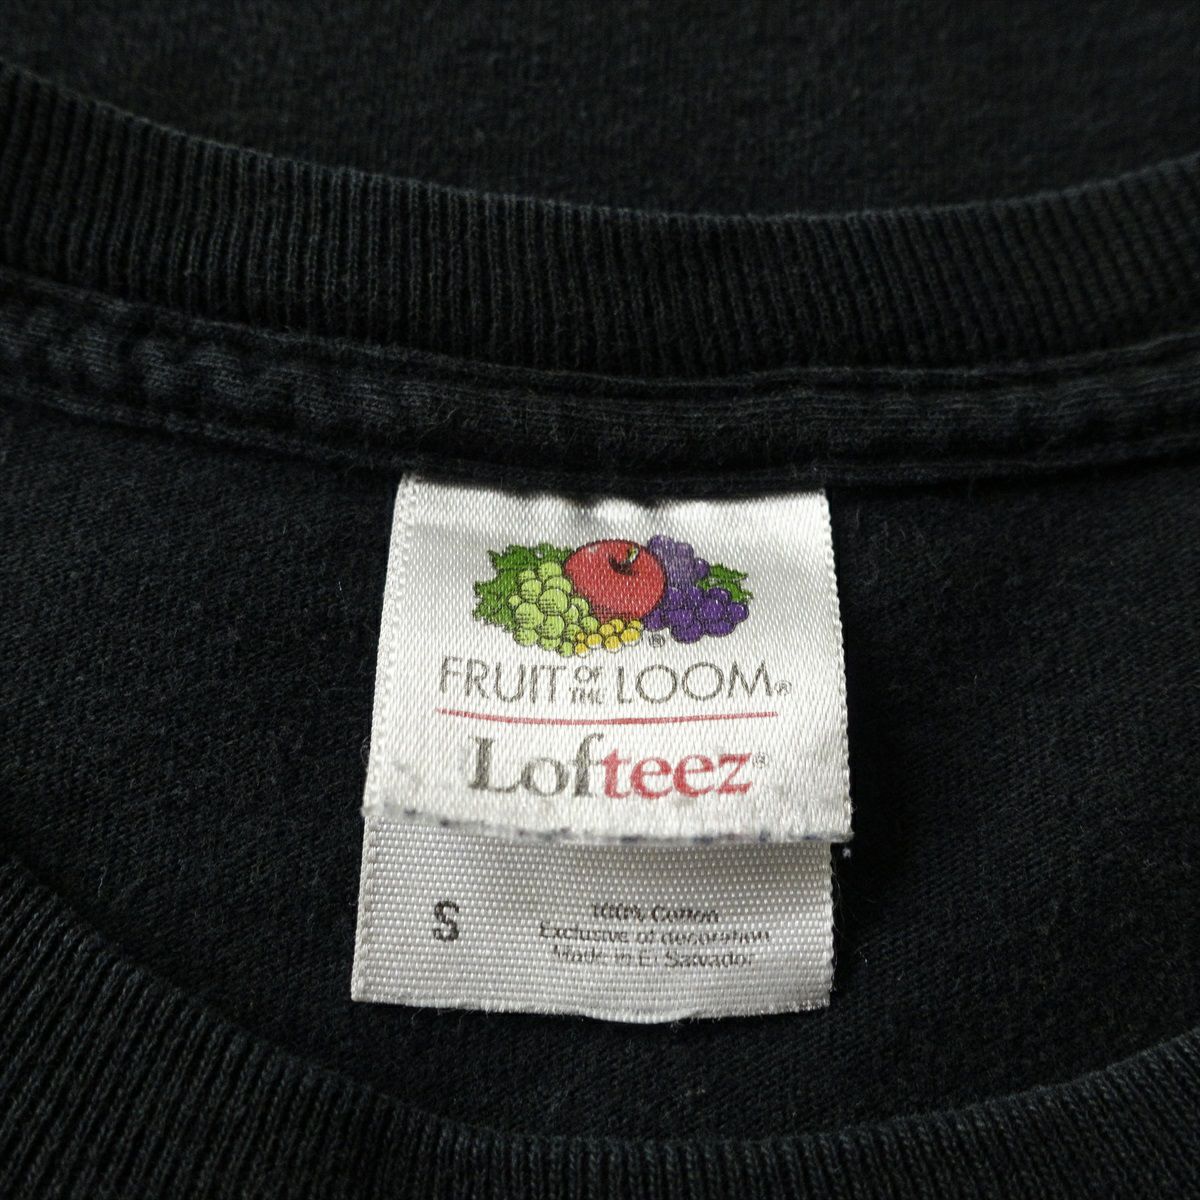 ®
FRUIT OF THE LOOM®
Lofteez®
S
100% Cotton
Exclusive of decoration
Made in El Salvador